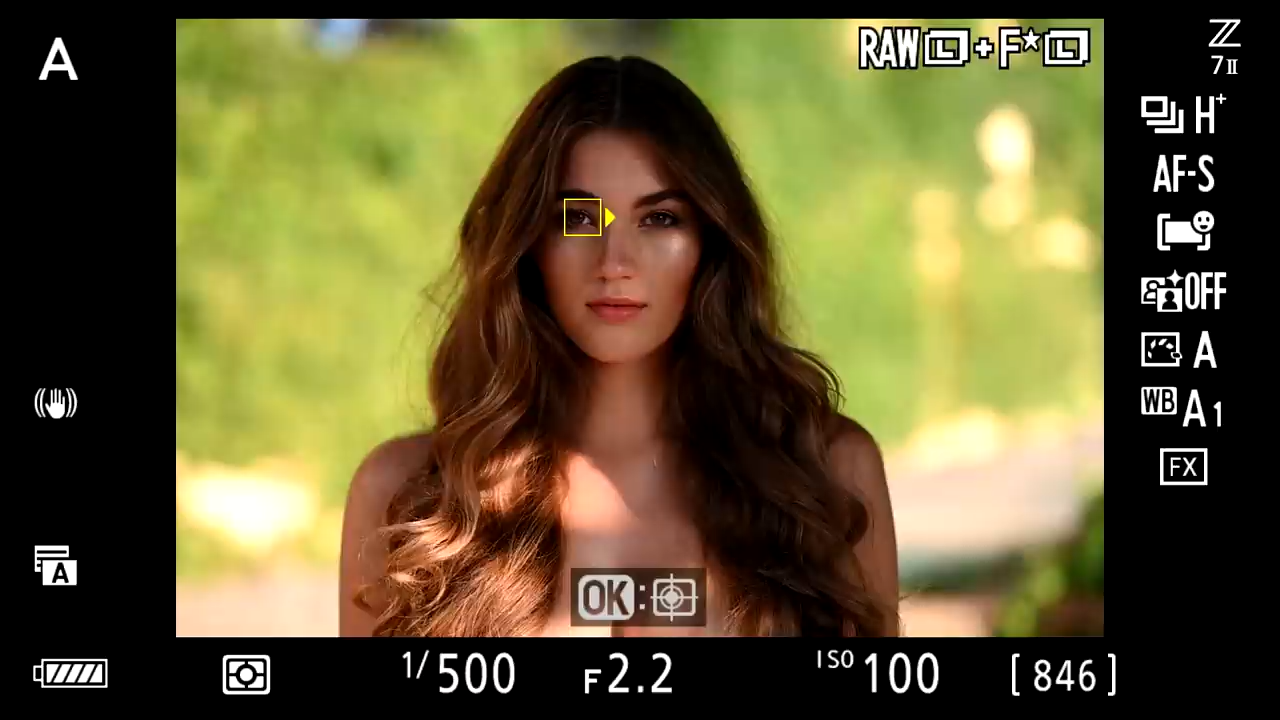 A
RAW L + F★ L
Z
7II
H+
AF-S
OFF
A
WB A1
FX
A
OK :
1/500
F2.2
ISO 100
[ 846 ]